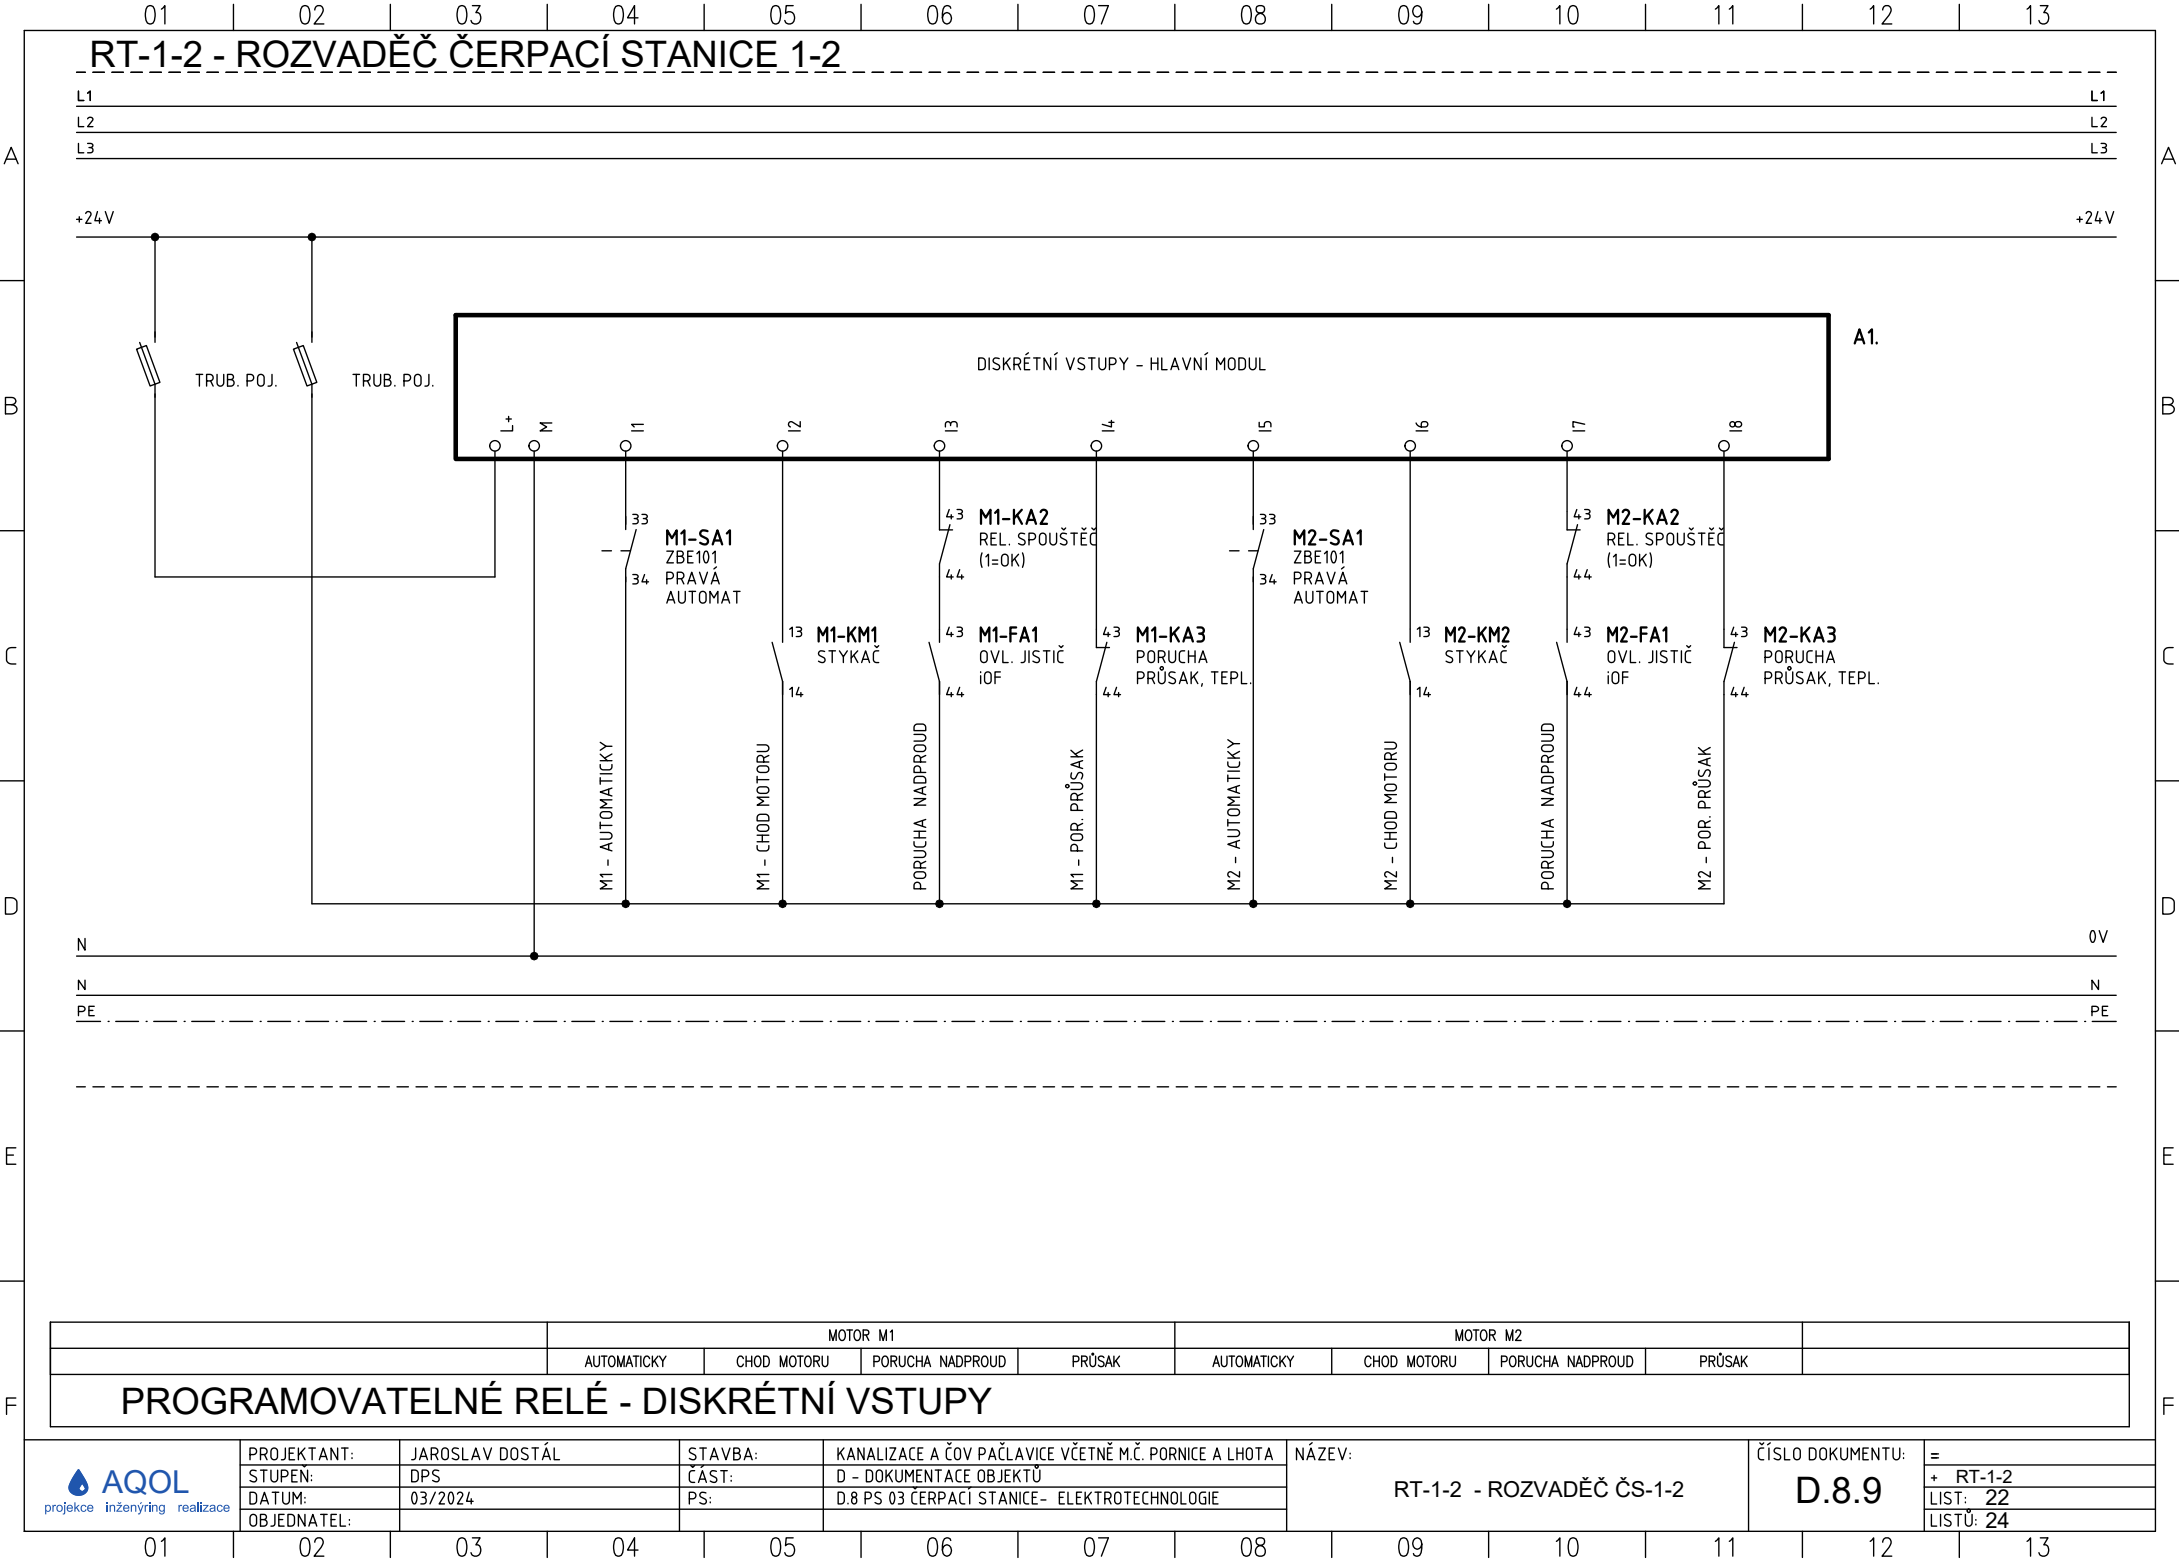 01 02 03 04 05 06 07 08 09 10 11 12 13
RT-1-2 - ROZVADĚČ ČERPACÍ STANICE 1-2
L1 L1
L2 L2
L3 L3
A A
+24V +24V
A1.
DISKRÉTNÍ VSTUPY - HLAVNÍ MODUL
TRUB. POJ. TRUB. POJ.
B B
L+ M I1 I2 I3 I4 I5 I6 I7 I8
33
34
M1-SA1
ZBE101
PRAVÁ
AUTOMAT
13
14
M1-KM1
STYKAČ
43
44
M1-KA2
REL. SPOUŠTĚČ
(1=OK)
43
44
M1-FA1
OVL. JISTIČ
iOF
43
44
M1-KA3
PORUCHA
PRŮSAK, TEPL.
33
34
M2-SA1
ZBE101
PRAVÁ
AUTOMAT
13
14
M2-KM2
STYKAČ
43
44
M2-KA2
REL. SPOUŠTĚČ
(1=OK)
43
44
M2-FA1
OVL. JISTIČ
iOF
43
44
M2-KA3
PORUCHA
PRŮSAK, TEPL.
C C
M1 - AUTOMATICKY
M1 - CHOD MOTORU
PORUCHA NADPROUD
M1 - POR. PRŮSAK
M2 - AUTOMATICKY
M2 - CHOD MOTORU
PORUCHA NADPROUD
M2 - POR. PRŮSAK
D D
N 0V
N N
PE PE
E E
MOTOR M1 MOTOR M2
AUTOMATICKY CHOD MOTORU PORUCHA NADPROUD PRŮSAK AUTOMATICKY CHOD MOTORU PORUCHA NADPROUD PRŮSAK
F F
PROGRAMOVATELNÉ RELÉ - DISKRÉTNÍ VSTUPY
AQOL
projekce inženýring realizace
PROJEKTANT: JAROSLAV DOSTÁL
STUPEŇ: DPS
DATUM: 03/2024
OBJEDNATEL:
STAVBA: KANALIZACE A ČOV PAČLAVICE VČETNĚ M.Č. PORNICE A LHOTA
ČÁST: D - DOKUMENTACE OBJEKTŮ
PS: D.8 PS 03 ČERPACÍ STANICE- ELEKTROTECHNOLOGIE
NÁZEV:
RT-1-2 - ROZVADĚČ ČS-1-2
ČÍSLO DOKUMENTU:
D.8.9
=
+ RT-1-2
LIST: 22
LISTŮ: 24
01 02 03 04 05 06 07 08 09 10 11 12 13